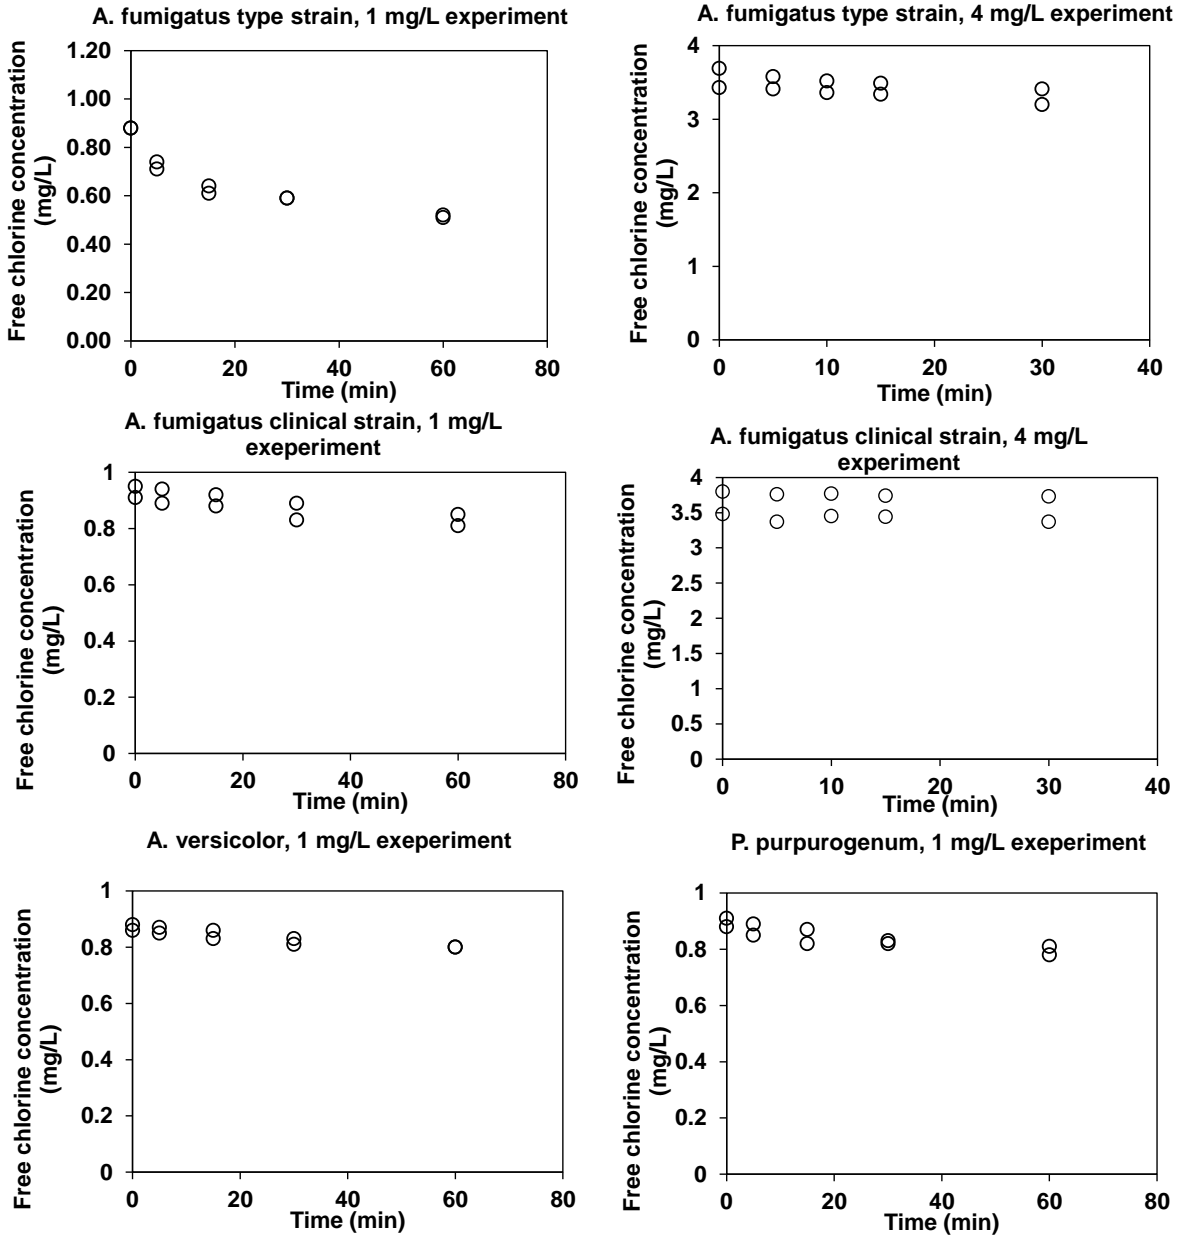 A. fumigatus type strain, 1 mg/L experiment
Free chlorine concentration
(mg/L)
1.20
1.00
0.80
0.60
0.40
0.20
0.00
0 20 40 60 80
Time (min)
A. fumigatus type strain, 4 mg/L experiment
Free chlorine concentration
(mg/L)
4
3
2
1
0
0 10 20 30 40
Time (min)
A. fumigatus clinical strain, 1 mg/L
exeperiment
Free chlorine concentration
(mg/L)
1
0.8
0.6
0.4
0.2
0
0 20 40 60 80
Time (min)
A. fumigatus clinical strain, 4 mg/L
experiment
Free chlorine concentration
(mg/L)
4
3.5
3
2.5
2
1.5
1
0.5
0
0 10 20 30 40
Time (min)
A. versicolor, 1 mg/L exeperiment
Free chlorine concentration
(mg/L)
1
0.8
0.6
0.4
0.2
0
0 20 40 60 80
Time (min)
P. purpurogenum, 1 mg/L exeperiment
Free chlorine concentration
(mg/L)
1
0.8
0.6
0.4
0.2
0
0 20 40 60 80
Time (min)